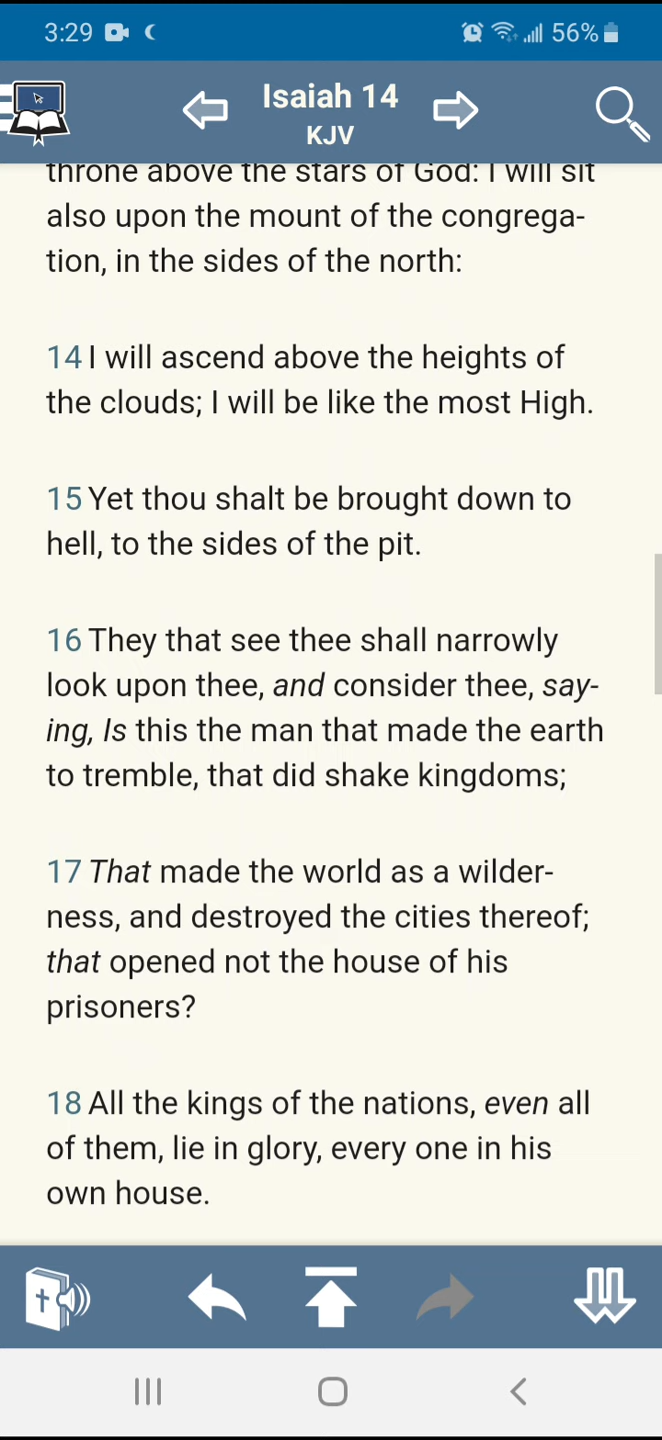 3:29
56%
Isaiah 14
KJV
throne above the stars of God: I will sit
also upon the mount of the congrega-
tion, in the sides of the north:
14 I will ascend above the heights of
the clouds; I will be like the most High.
15 Yet thou shalt be brought down to
hell, to the sides of the pit.
16 They that see thee shall narrowly
look upon thee, and consider thee, say-
ing, Is this the man that made the earth
to tremble, that did shake kingdoms;
17 That made the world as a wilder-
ness, and destroyed the cities thereof;
that opened not the house of his
prisoners?
18 All the kings of the nations, even all
of them, lie in glory, every one in his
own house.